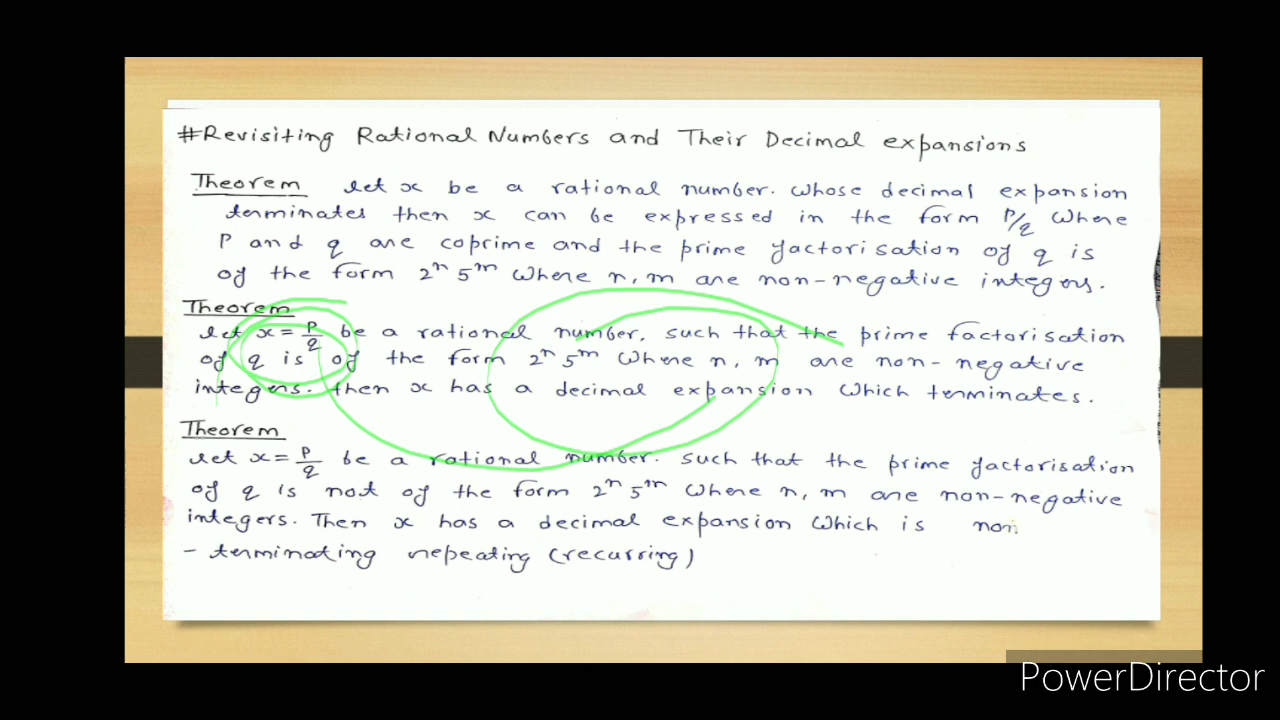 #Revisiting Rational Numbers and Their Decimal expansions
Theorem let x be a rational number. whose decimal expansion
terminates then x can be expressed in the form P/q where
P and q are coprime and the prime factorisation of q is
of the form 2ⁿ 5ᵐ where n, m are non-negative integers.
Theorem
let x = P/q be a rational number, such that the prime factorisation
of q is of the form 2ⁿ 5ᵐ where n, m are non-negative
integers. then x has a decimal expansion which terminates.
Theorem
let x = P/q be a rational number. such that the prime factorisation
of q is not of the form 2ⁿ 5ᵐ where n, m are non-negative
integers. Then x has a decimal expansion which is non
- terminating repeating (recurring)
PowerDirector